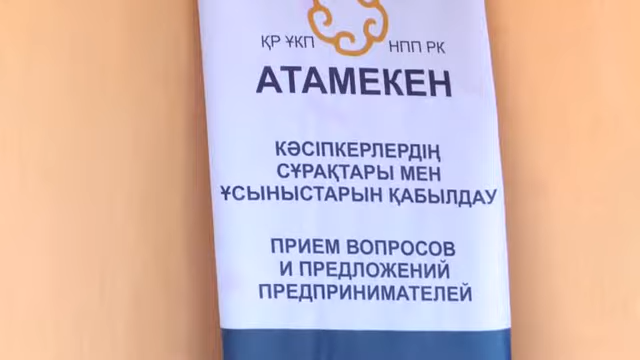 ҚР ҰКП НПП РК
АТАМЕКЕН
КӘСІПКЕРЛЕРДІҢ
СҰРАҚТАРЫ МЕН
ҰСЫНЫСТАРЫН ҚАБЫЛДАУ
ПРИЕМ ВОПРОСОВ
И ПРЕДЛОЖЕНИЙ
ПРЕДПРИНИМАТЕЛЕЙ